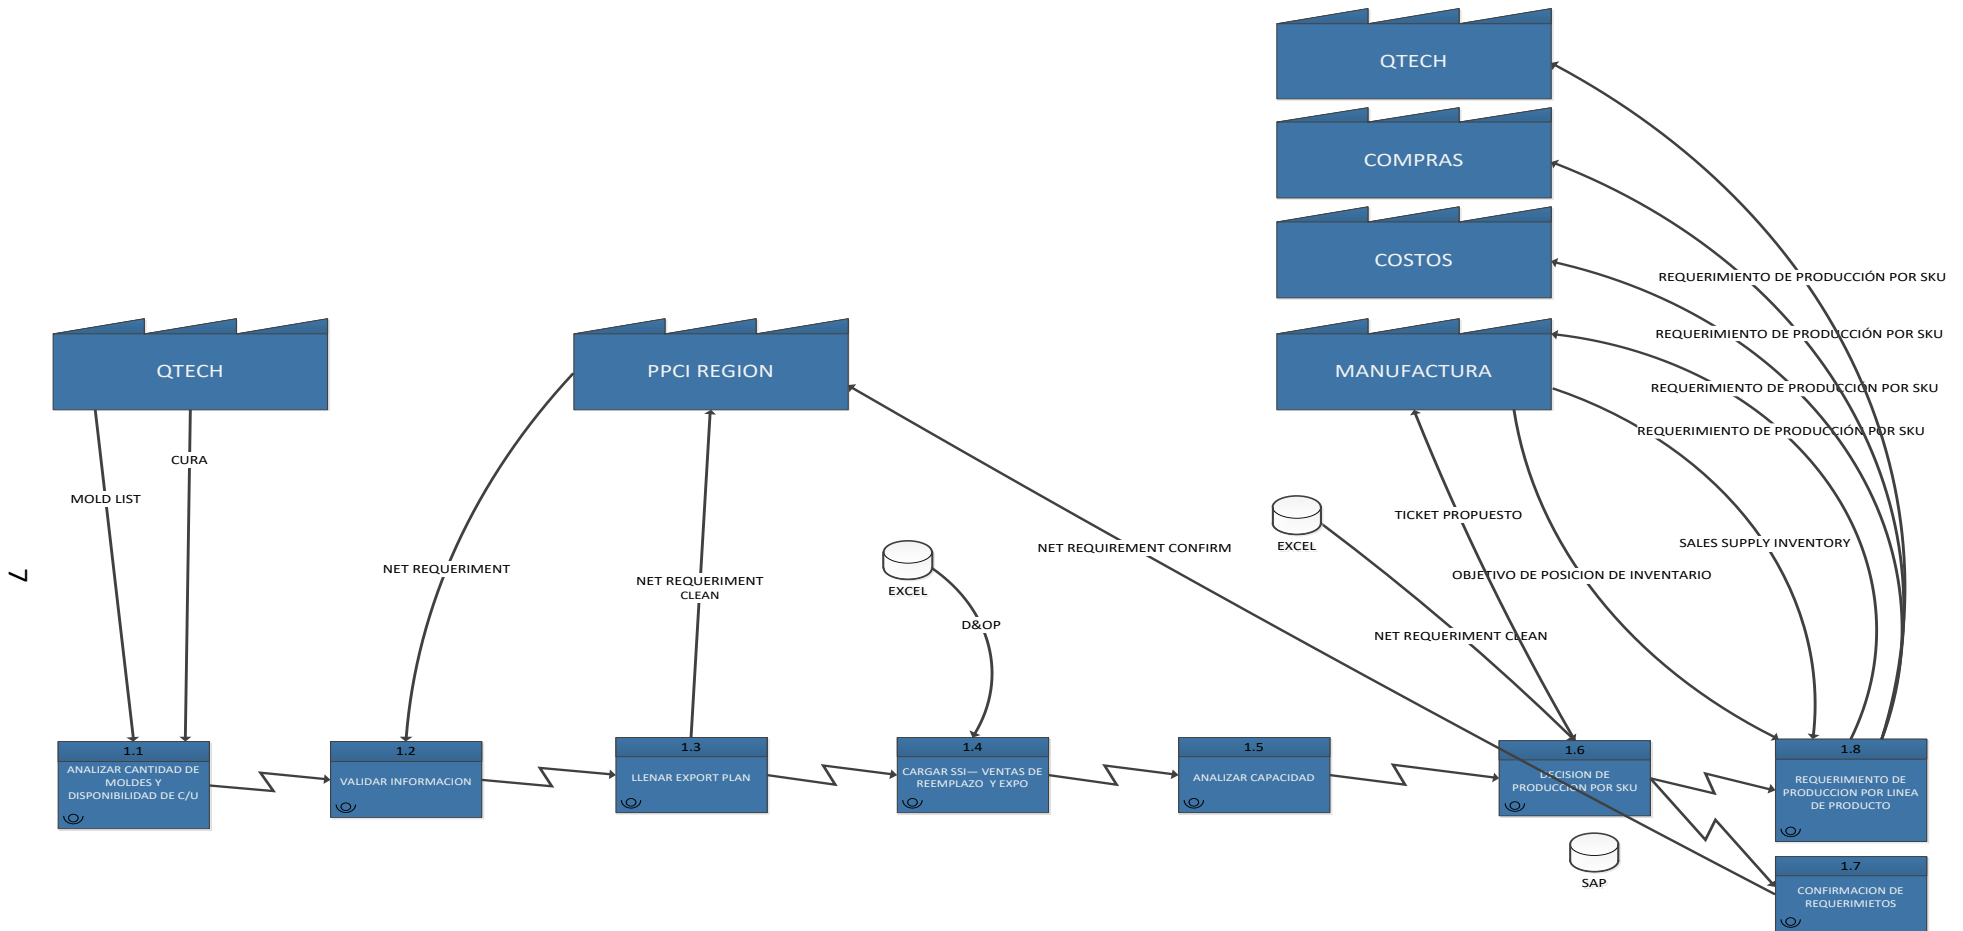 QTECH
COMPRAS
COSTOS
QTECH
PPCI REGION
MANUFACTURA
REQUERIMIENTO DE PRODUCCIÓN POR SKU
REQUERIMIENTO DE PRODUCCIÓN POR SKU
REQUERIMIENTO DE PRODUCCIÓN POR SKU
REQUERIMIENTO DE PRODUCCIÓN POR SKU
CURA
MOLD LIST
NET REQUERIMENT
NET REQUERIMENT
CLEAN
EXCEL
D&OP
NET REQUIREMENT CONFIRM
EXCEL
TICKET PROPUESTO
SALES SUPPLY INVENTORY
OBJETIVO DE POSICION DE INVENTARIO
NET REQUERIMENT CLEAN
7
1.1
ANALIZAR CANTIDAD DE
MOLDES Y
DISPONIBILIDAD DE C/U
1.2
VALIDAR INFORMACION
1.3
LLENAR EXPORT PLAN
1.4
CARGAR SSI— VENTAS DE
REEMPLAZO Y EXPO
1.5
ANALIZAR CAPACIDAD
1.6
DECISION DE
PRODUCCION POR SKU
SAP
1.8
REQUERIMIENTO DE
PRODUCCION POR LINEA
DE PRODUCTO
1.7
CONFIRMACION DE
REQUERIMIETOS